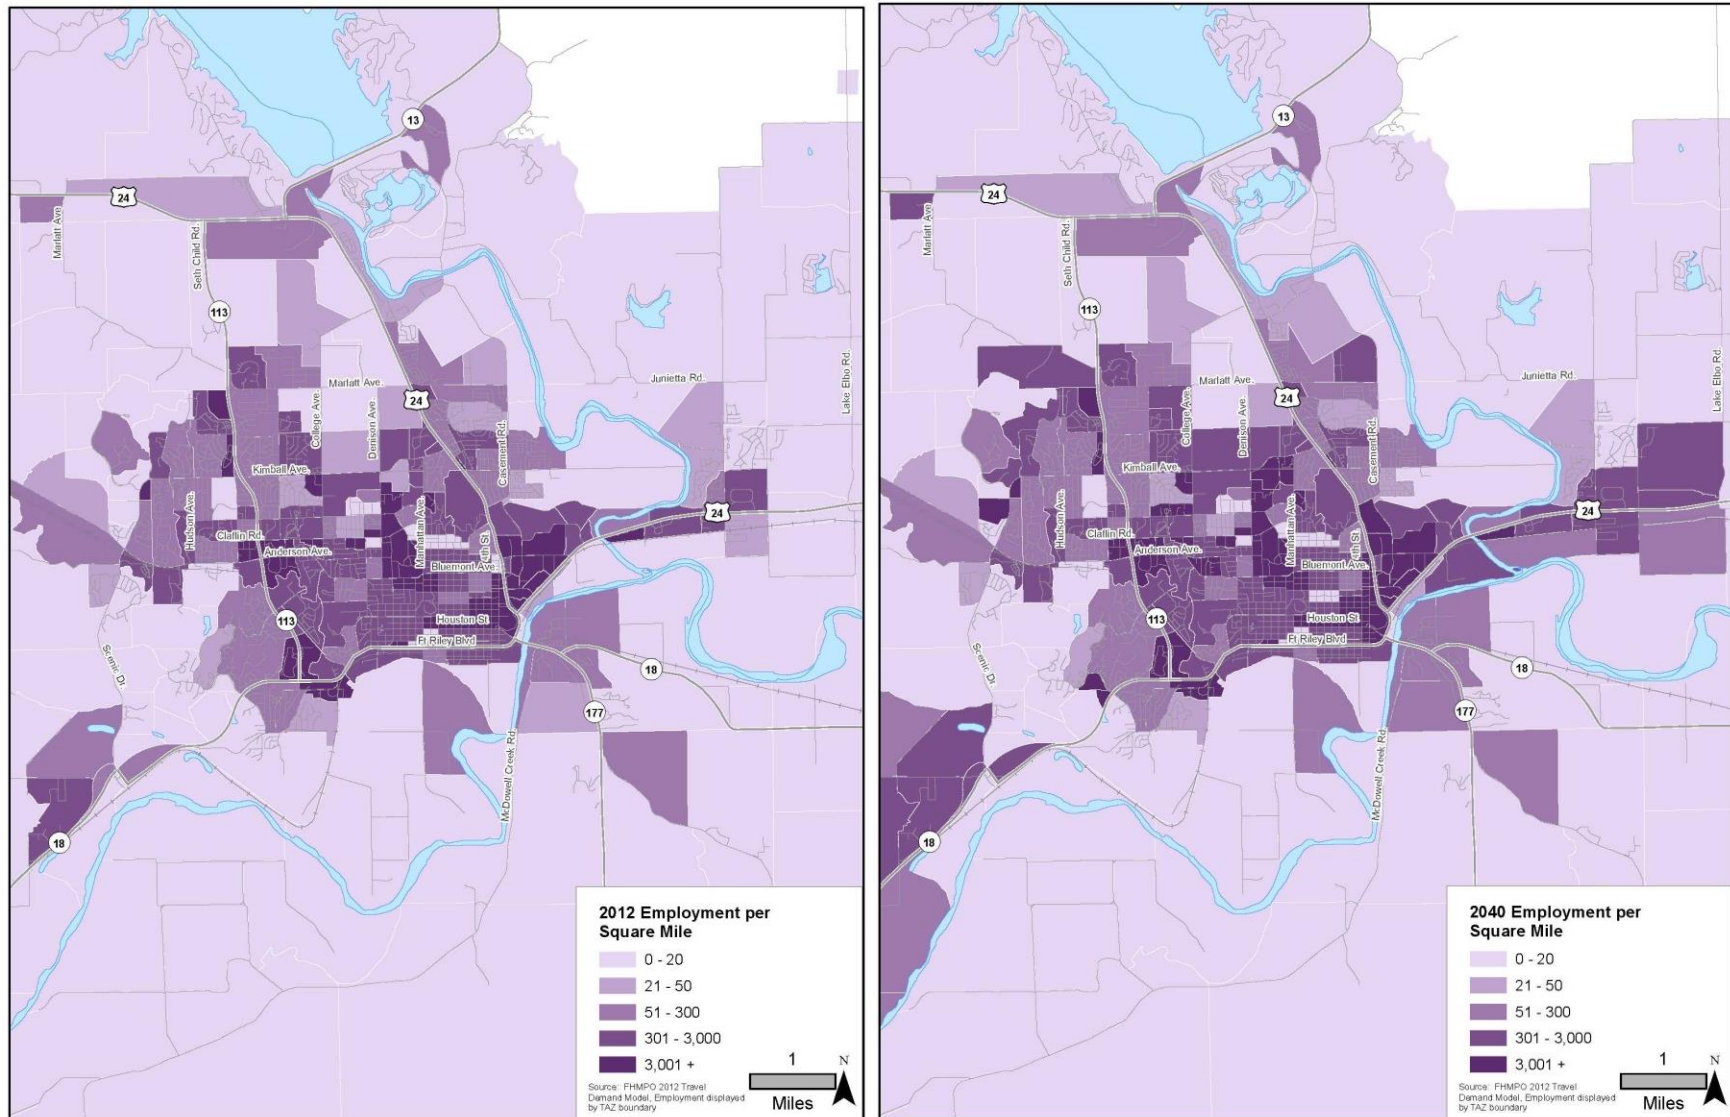 13
24
Marlatt Ave
Seth Child Rd.
113
Marlatt Ave.
College Ave.
Denison Ave.
24
Casement Rd.
Junietta Rd.
Lake Elbo Rd.
Kimball Ave.
Hudson Ave.
Claflin Rd.
Anderson Ave.
Manhattan Ave.
4th St
Bluemont Ave.
24
113
Houston St
Ft Riley Blvd
Scenic Dr.
18
177
McDowell Creek Rd.
18
2012 Employment per
Square Mile
0 - 20
21 - 50
51 - 300
301 - 3,000
3,001 +
Source: FHMPO 2012 Travel
Demand Model, Employment displayed
by TAZ boundary
1
Miles
N
13
24
Marlatt Ave
Seth Child Rd.
113
Marlatt Ave.
College Ave.
Denison Ave.
24
Casement Rd.
Junietta Rd.
Lake Elbo Rd.
Kimball Ave.
Hudson Ave.
Claflin Rd.
Anderson Ave.
Manhattan Ave.
4th St
Bluemont Ave.
24
113
Houston St
Ft Riley Blvd
Scenic Dr.
18
177
McDowell Creek Rd.
18
2040 Employment per
Square Mile
0 - 20
21 - 50
51 - 300
301 - 3,000
3,001 +
Source: FHMPO 2012 Travel
Demand Model, Employment displayed
by TAZ boundary
1
Miles
N